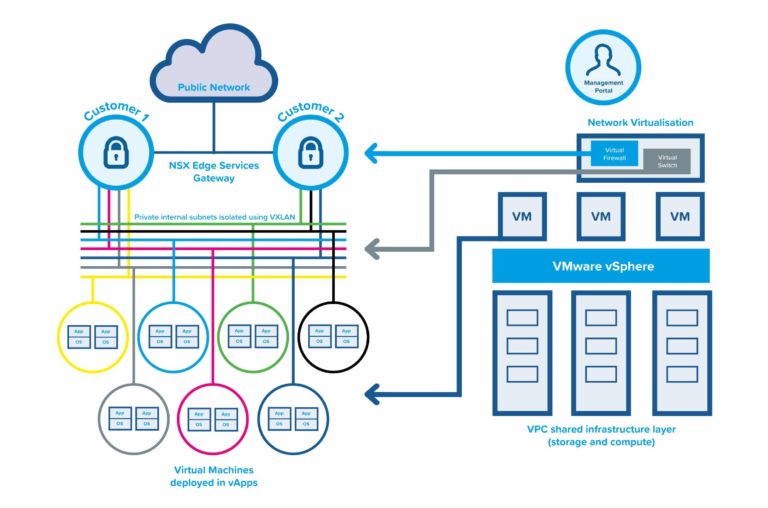 Public Network
Customer 1
Customer 2
NSX Edge Services
Gateway
Private internal subnets isolated using VXLAN
App
App
OS
OS
App
App
OS
OS
App
App
OS
OS
App
App
OS
OS
App
App
OS
OS
App
App
OS
OS
App
App
OS
OS
Virtual Machines
deployed in vApps
Management
Portal
Network Virtualisation
Virtual
Firewall
Virtual
Switch
VM
VM
VM
VMware vSphere
VPC shared infrastructure layer
(storage and compute)